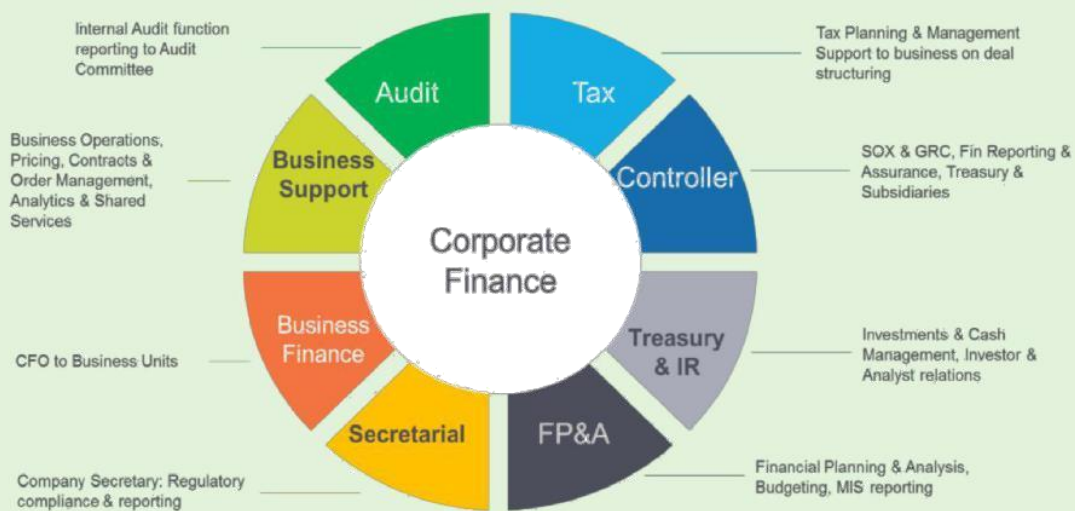 Internal Audit function
reporting to Audit
Committee
Audit
Tax
Tax Planning & Management
Support to business on deal
structuring
Business Operations,
Pricing, Contracts &
Order Management,
Analytics & Shared
Services
Business
Support
Controller
SOX & GRC, Fin Reporting &
Assurance, Treasury &
Subsidiaries
Corporate
Finance
CFO to Business Units
Business
Finance
Treasury
& IR
Investments & Cash
Management, Investor &
Analyst relations
Secretarial
FP&A
Company Secretary: Regulatory
compliance & reporting
Financial Planning & Analysis,
Budgeting, MIS reporting